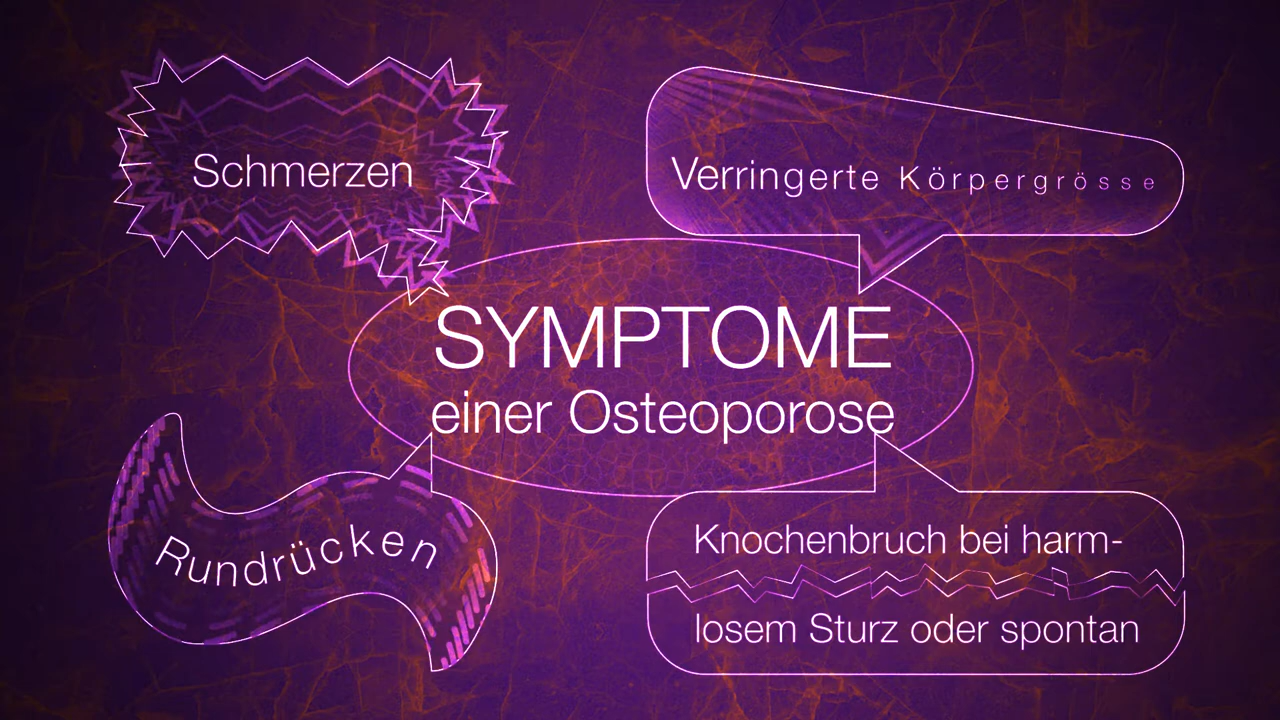 Schmerzen
Verringerte Körpergrösse
SYMPTOME
einer Osteoporose
Rundrücken
Knochenbruch bei harm-
losem Sturz oder spontan